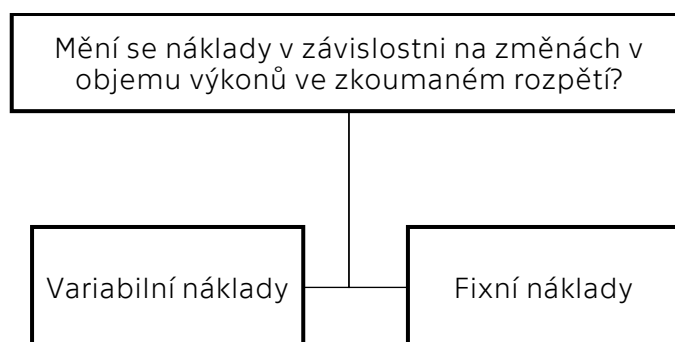 Mění se náklady v závislostni na změnách v
objemu výkonů ve zkoumaném rozpětí?
Variabilní náklady
Fixní náklady